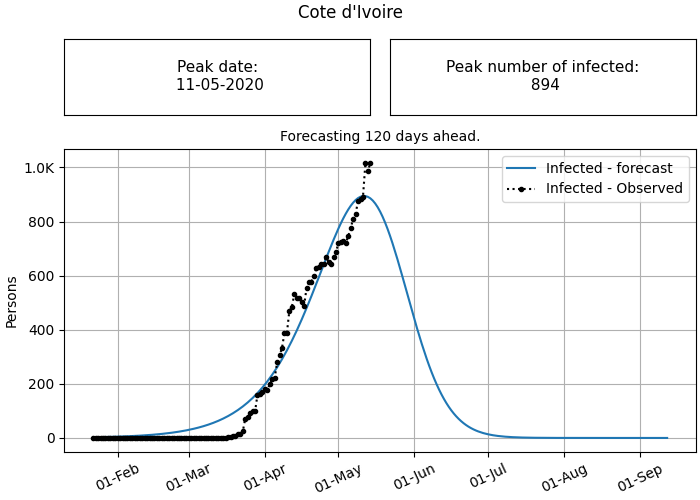 Cote d'Ivoire
Peak date:
11-05-2020
Peak number of infected:
894
Forecasting 120 days ahead.
Infected - forecast
Infected - Observed
Persons
1.0K
800
600
400
200
0
01-Feb
01-Mar
01-Apr
01-May
01-Jun
01-Jul
01-Aug
01-Sep